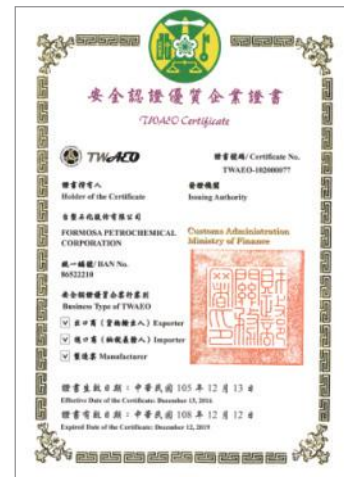 安全認證優質企業證書
TWAEO Certificate
TWAEO
證書號碼/Certificate No.
TWAEO-102000077
證書持有人
Holder of the Certificate
發證機關
Issuing Authority
台塑石化股份有限公司
FORMOSA PETROCHEMICAL
CORPORATION
Customs Administration
Ministry of Finance
統一編號/BAN No.
86522210
安全認證優質企業行業別
Business Type of TWAEO
出口商（貨物輸出人）Exporter
進口商（納稅義務人）Importer
製造業 Manufacturer
證書生效日期：中華民國 105 年 12 月 13 日
Effective Date of the Certificate: December 13, 2016
證書有效日期：中華民國 108 年 12 月 12 日
Expired Date of the Certificate: December 12, 2019